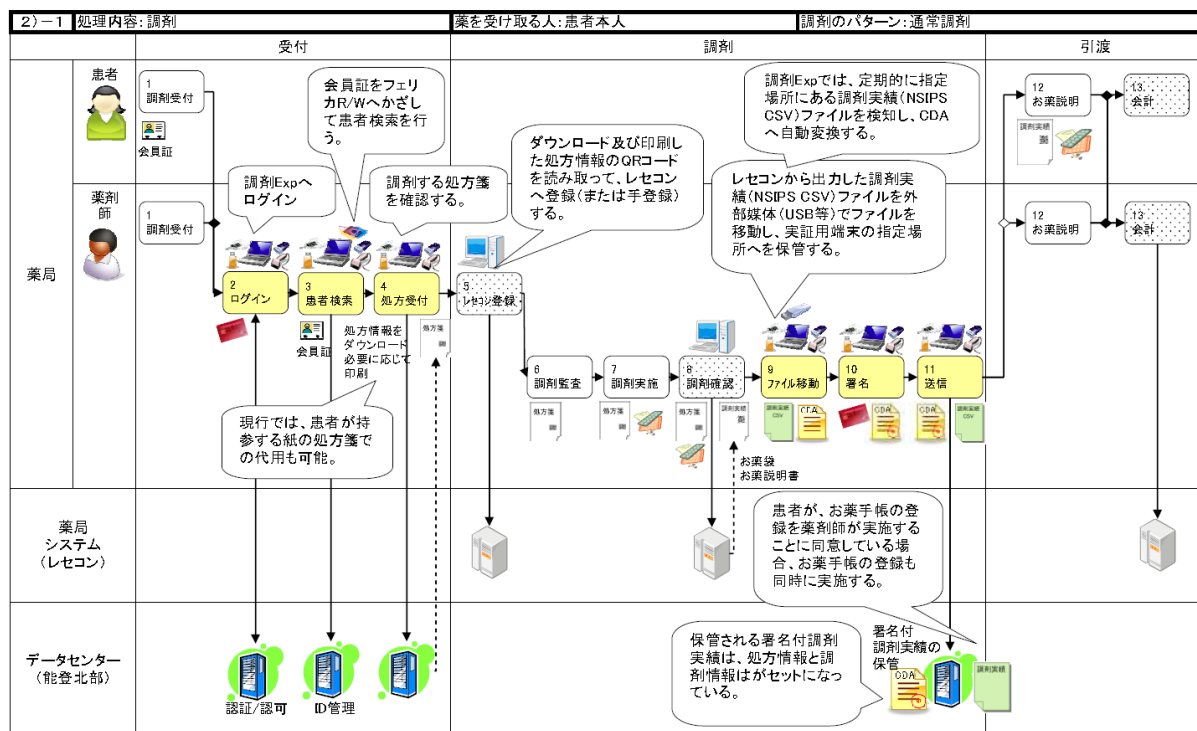 2)-1
処理内容:調剤
薬を受け取る人:患者本人
調剤のパターン:通常調剤
受付
調剤
引渡
薬局
患者
1
調剤受付
会員証
会員証をフェリ
カR/Wへかざし
て患者検索を行
う。
調剤Expでは、定期的に指定
場所にある調剤実績(NSIPS
CSV)ファイルを検知し、CDA
へ自動変換する。
12
お薬説明
13
会計
調剤実績
薬剤
師
1
調剤受付
調剤Expへ
ログイン
調剤する処方箋
を確認する。
ダウンロード及び印刷し
た処方情報のQRコード
を読み取って、レセコン
へ登録(または手登録)
する。
レセコンから出力した調剤実
績(NSIPS CSV)ファイルを外
部媒体(USB等)でファイルを
移動し、実証用端末の指定場
所へを保管する。
12
お薬説明
13
会計
2
ログイン
3
患者検索
4
処方受付
5
レセコン登録
会員証
処方情報を
ダウンロード
必要に応じて
印刷
処方箋
6
調剤監査
7
調剤実施
8
調剤確認
9
ファイル移動
10
署名
11
送信
処方箋
処方箋
処方箋
調剤実績
調剤実績
CSV
CDA
CDA
CDA
調剤実績
CSV
現行では、患者が持
参する紙の処方箋で
の代用も可能。
お薬袋
お薬説明書
薬局
システム
(レセコン)
患者が、お薬手帳の登
録を薬剤師が実施する
ことに同意している場
合、お薬手帳の登録も
同時に実施する。
データセンター
(能登北部)
認証/認可
ID管理
保管される署名付調剤
実績は、処方情報と調
剤情報はがセットになっ
ている。
署名付
調剤実績の
保管
CDA
調剤実績